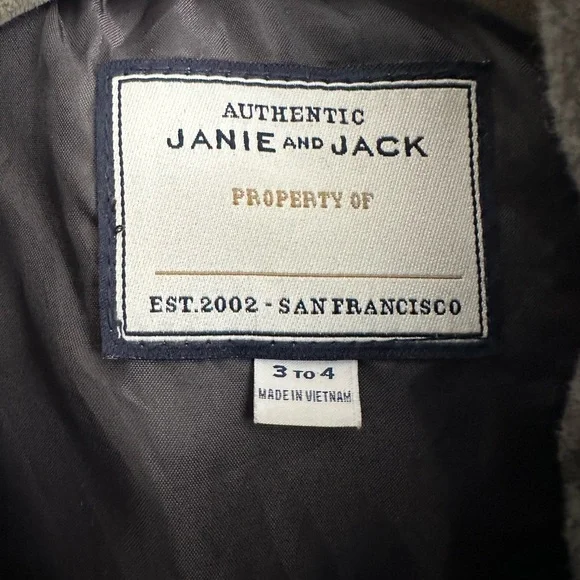 AUTHENTIC
JANIE AND JACK
PROPERTY OF
EST.2002 - SAN FRANCISCO
3 TO 4
MADE IN VIETNAM